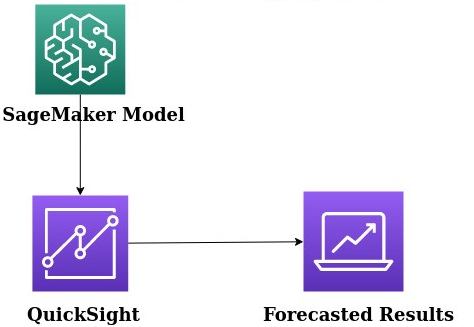 SageMaker Model
QuickSight
Forecasted Results